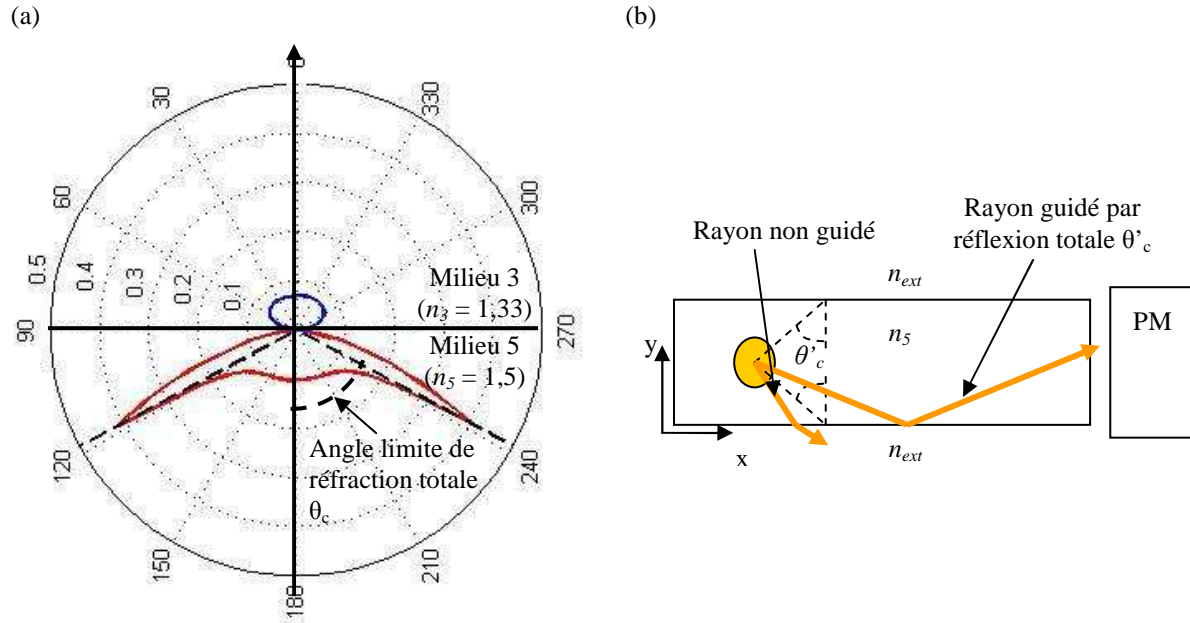 (a)
(b)
0
30
330
60
300
0.5
0.4
0.3
0.2
0.1
90
270
Milieu 3
(n₃ = 1,33)
Milieu 5
(n₅ = 1,5)
120
240
Angle limite de
réfraction totale
θc
150
210
180
Rayon non guidé
Rayon guidé par
réflexion totale θ'c
n_ext
n₅
PM
y
θ'c
x
n_ext